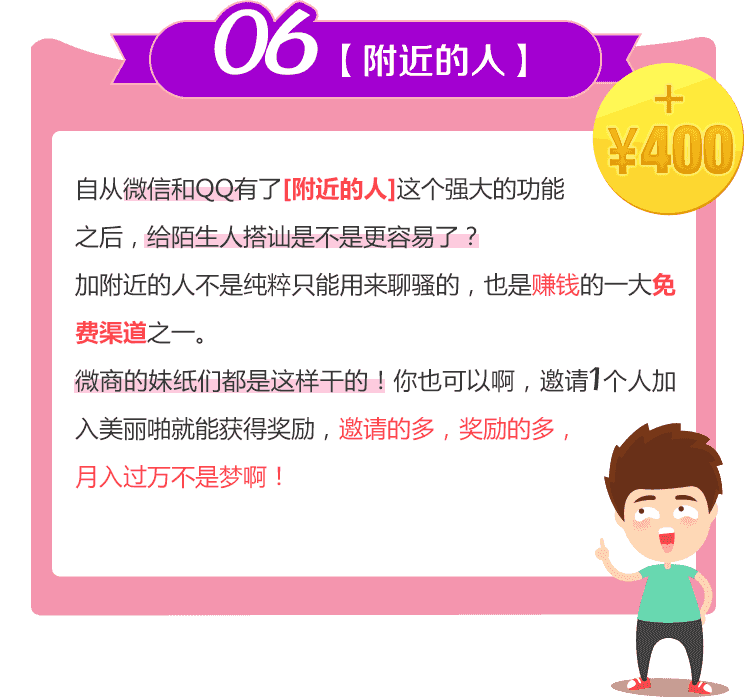 06【附近的人】
+
¥400
自从微信和QQ有了[附近的人]这个强大的功能
之后，给陌生人搭讪是不是更容易了？
加附近的人不是纯粹只能用来聊骚的，也是赚钱的一大免
费渠道之一。
微商的妹纸们都是这样干的！你也可以啊，邀请1个人加
入美丽啪就能获得奖励，邀请的多，奖励的多，
月入过万不是梦啊！